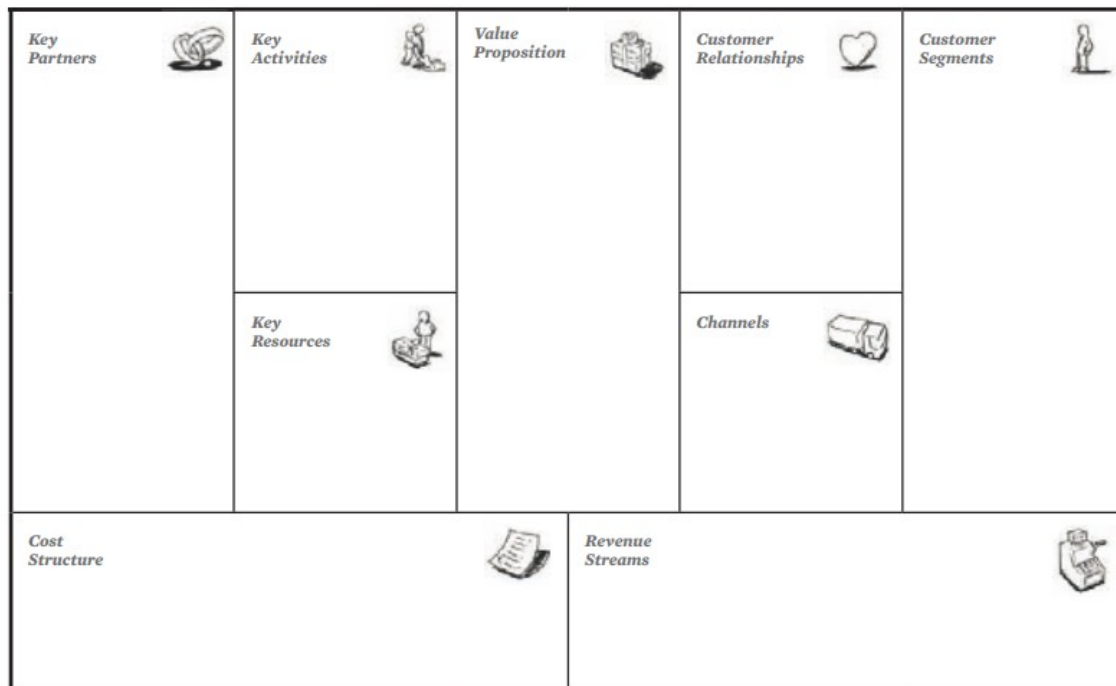 Key
Partners
Key
Activities
Value
Proposition
Customer
Relationships
Customer
Segments
Key
Resources
Channels
Cost
Structure
Revenue
Streams